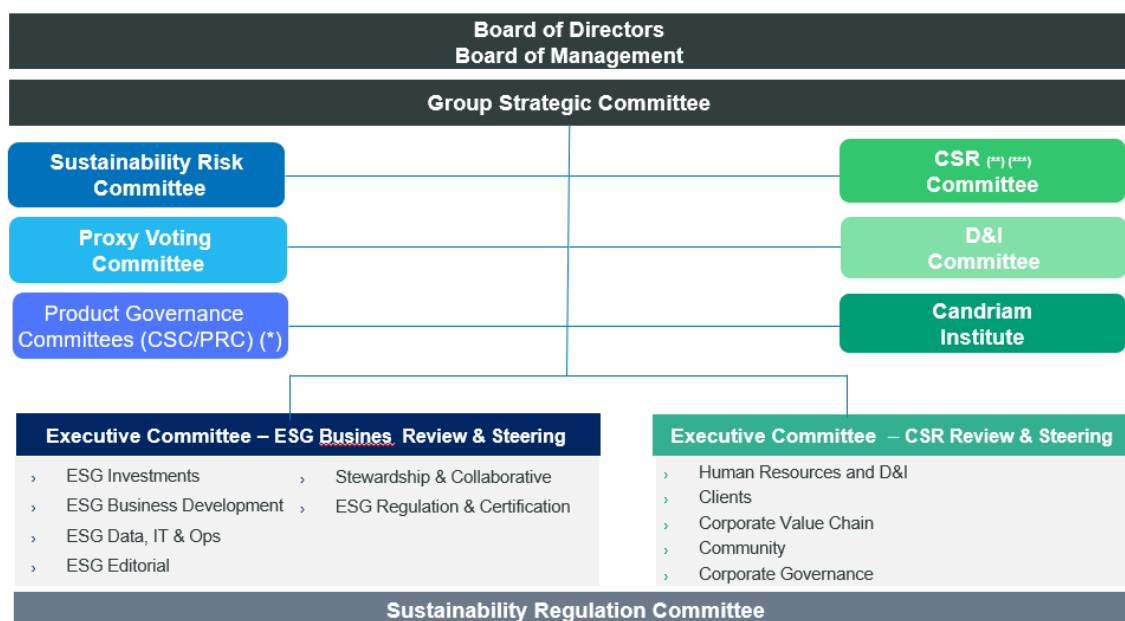 Board of Directors
Board of Management
Group Strategic Committee
Sustainability Risk
Committee
CSR (**) (***)
Committee
Proxy Voting
Committee
D&I
Committee
Product Governance
Committees (CSC/PRC) (*)
Candriam
Institute
Executive Committee – ESG Busines Review & Steering
› ESG Investments
› ESG Business Development
› ESG Data, IT & Ops
› ESG Editorial
› Stewardship & Collaborative
› ESG Regulation & Certification
Executive Committee – CSR Review & Steering
› Human Resources and D&I
› Clients
› Corporate Value Chain
› Community
› Corporate Governance
Sustainability Regulation Committee